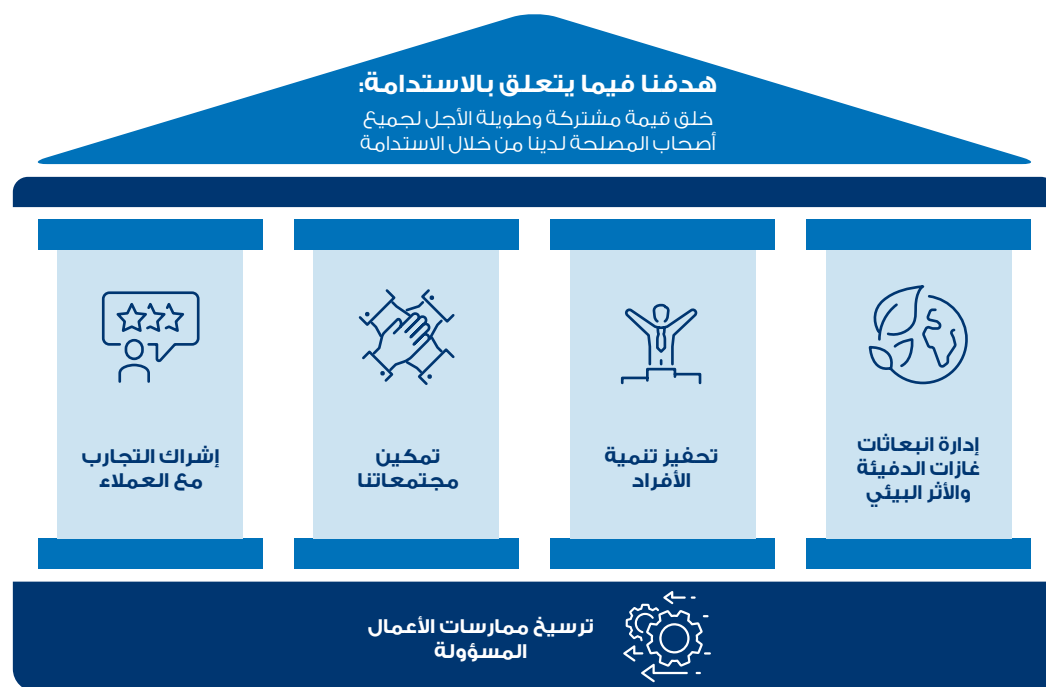 هدفنا فيما يتعلق بالاستدامة:
خلق قيمة مشتركة وطويلة الأجل لجميع
أصحاب المصلحة لدينا من خلال الاستدامة
إدارة انبعاثات
غازات الدفيئة
والأثر البيئي
تحفيز تنمية
الأفراد
تمكين
مجتمعاتنا
إشراك التجارب
مع العملاء
ترسيخ ممارسات الأعمال
المسؤولة